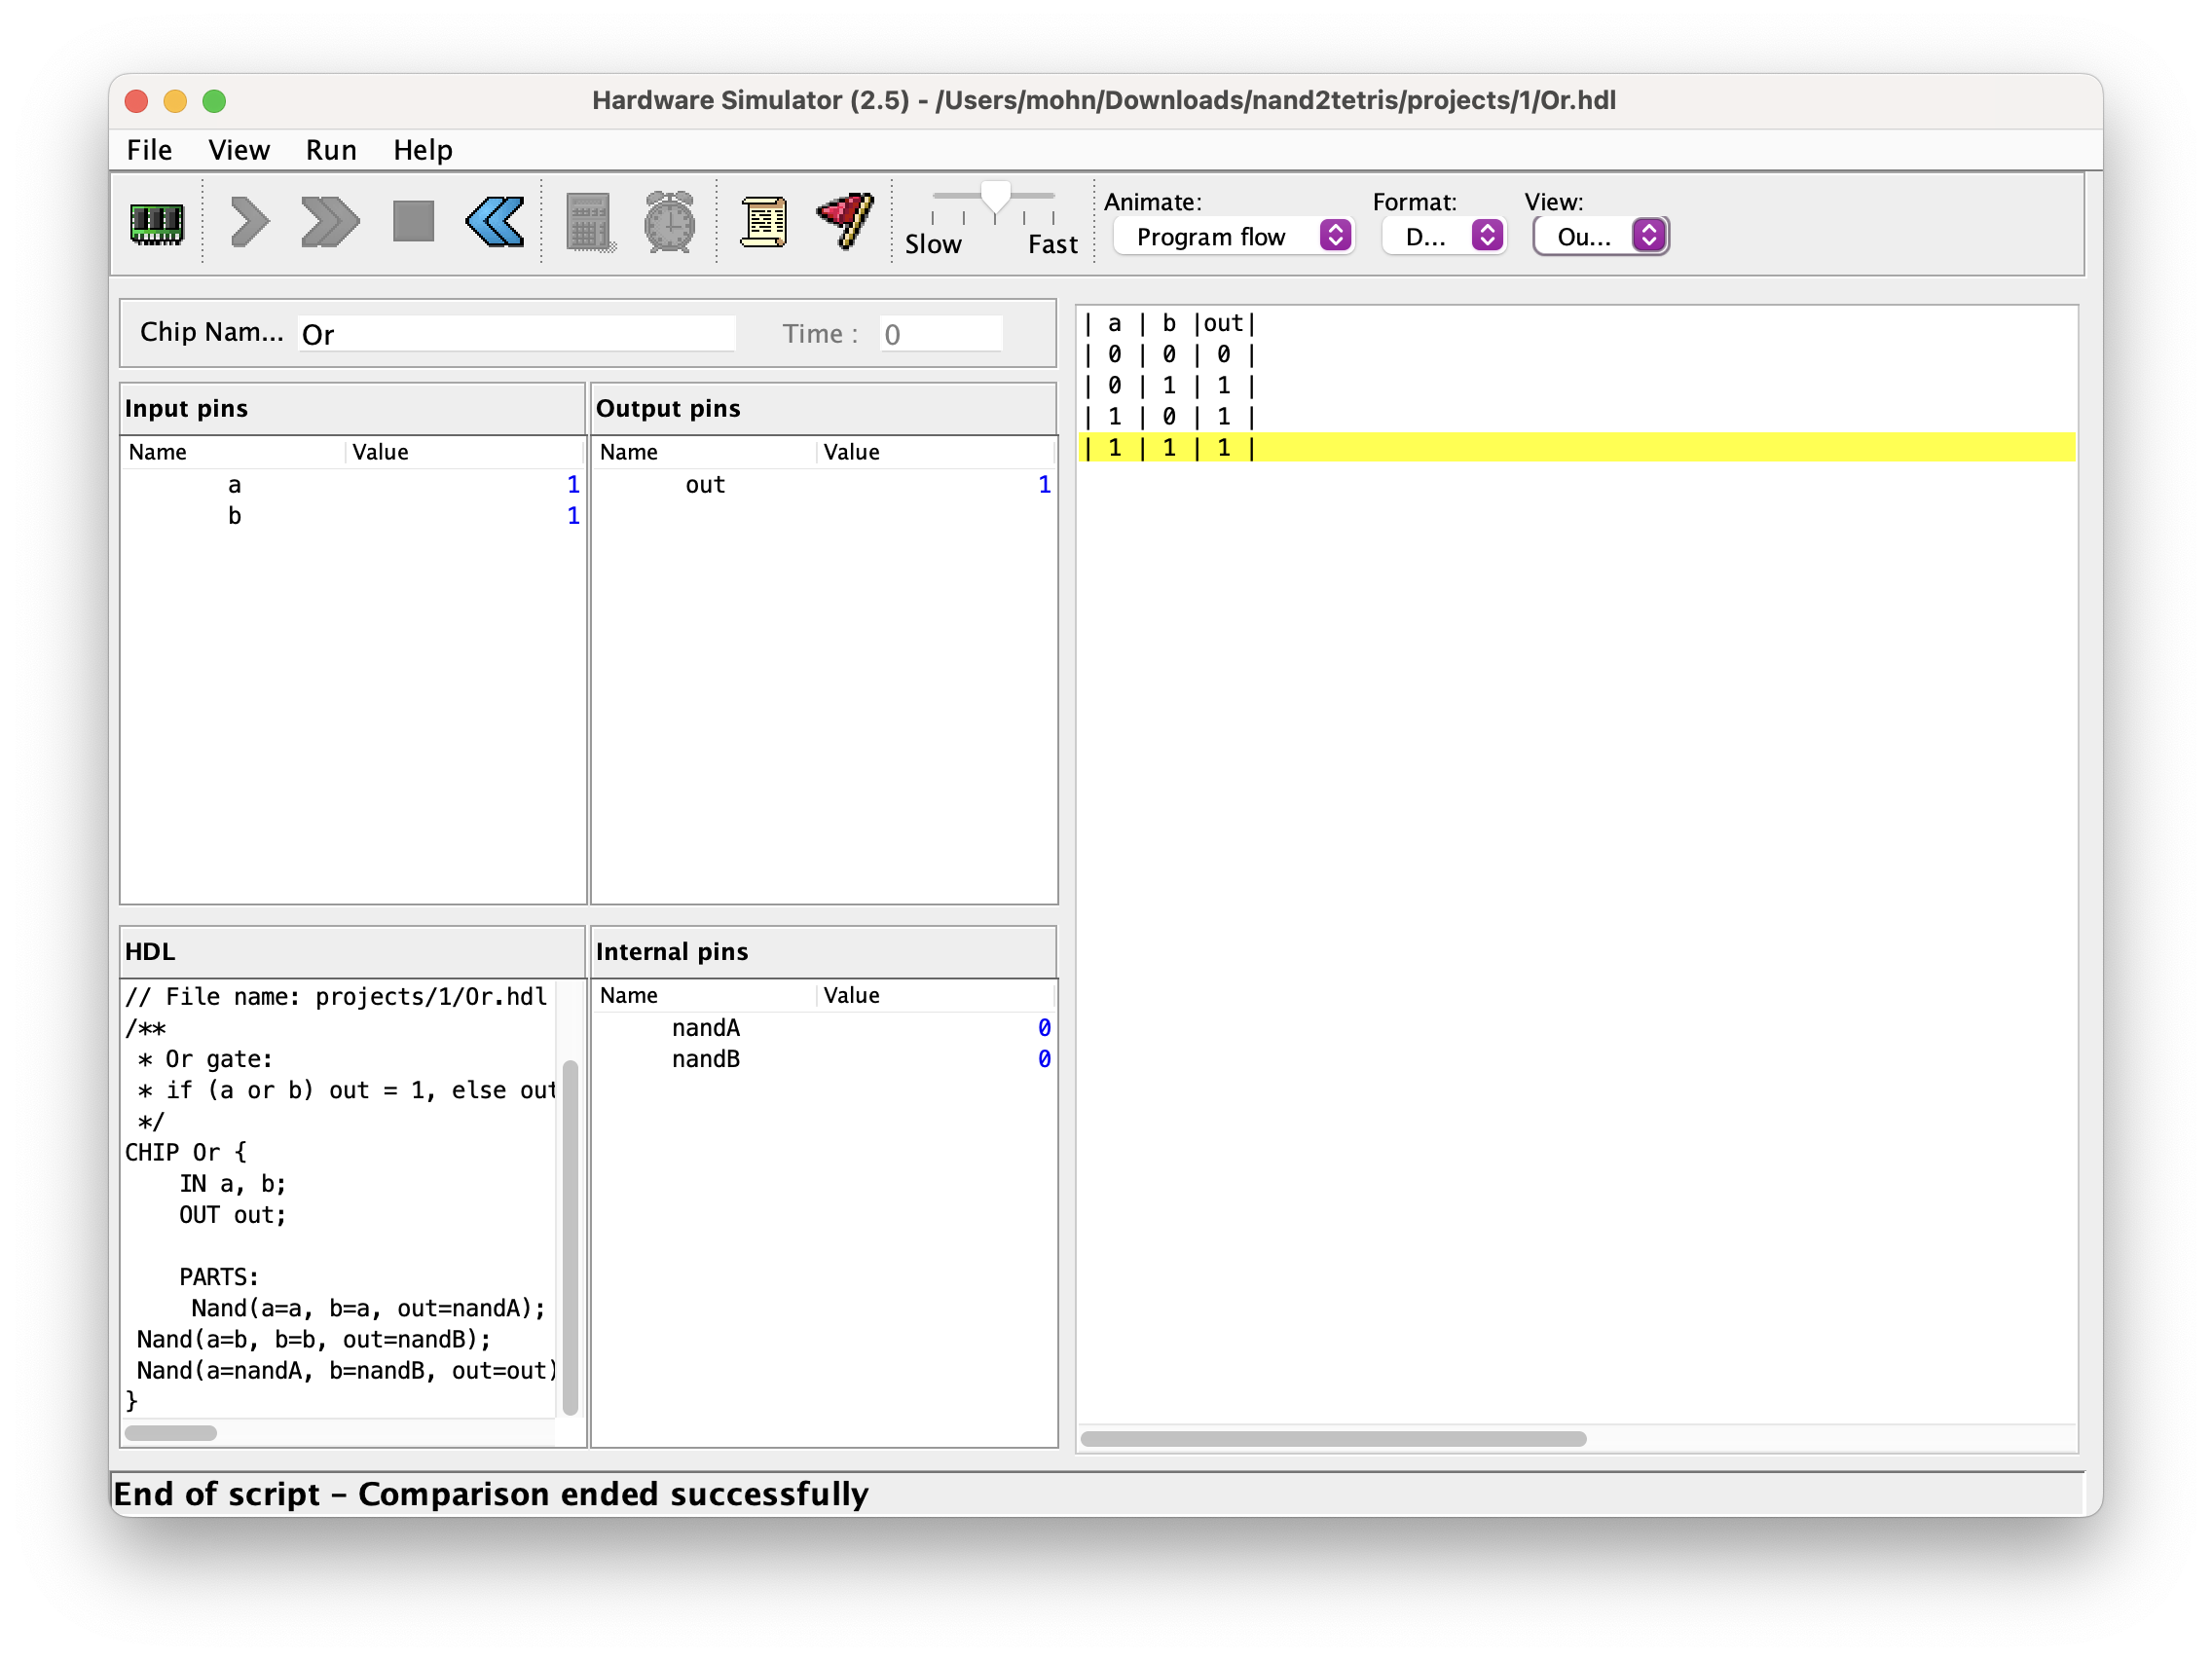 Hardware Simulator (2.5) - /Users/mohn/Downloads/nand2tetris/projects/1/Or.hdl
File View Run Help
Animate: Format: View:
Slow Fast Program flow D... Ou...
Chip Nam... Or Time : 0
Input pins
Name Value
a 1
b 1
Output pins
Name Value
out 1
HDL
// File name: projects/1/Or.hdl
/**
 * Or gate:
 * if (a or b) out = 1, else out
 */
CHIP Or {
    IN a, b;
    OUT out;
    PARTS:
     Nand(a=a, b=a, out=nandA);
 Nand(a=b, b=b, out=nandB);
 Nand(a=nandA, b=nandB, out=out)
}
Internal pins
Name Value
nandA 0
nandB 0
| a | b |out|
| 0 | 0 | 0 |
| 0 | 1 | 1 |
| 1 | 0 | 1 |
| 1 | 1 | 1 |
End of script – Comparison ended successfully